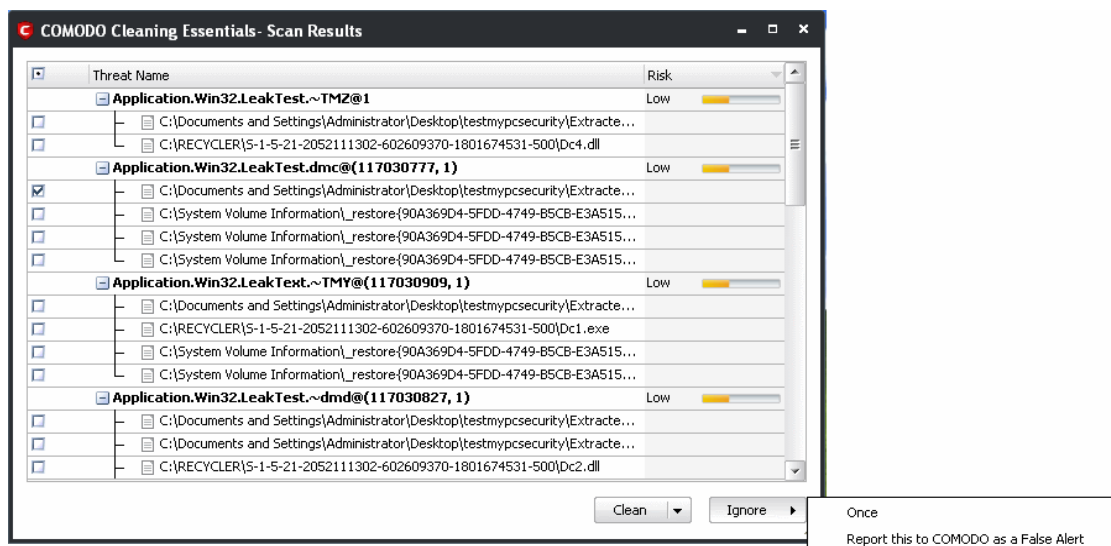 COMODO Cleaning Essentials- Scan Results
Threat Name Risk
Application.Win32.LeakTest.~TMZ@1 Low
C:\Documents and Settings\Administrator\Desktop\testmypcsecurity\Extracte...
C:\RECYCLER\S-1-5-21-2052111302-602609370-1801674531-500\Dc4.dll
Application.Win32.LeakTest.dmc@(117030777, 1) Low
C:\Documents and Settings\Administrator\Desktop\testmypcsecurity\Extracte...
C:\System Volume Information\_restore{90A369D4-5FDD-4749-B5CB-E3A515...
C:\System Volume Information\_restore{90A369D4-5FDD-4749-B5CB-E3A515...
C:\System Volume Information\_restore{90A369D4-5FDD-4749-B5CB-E3A515...
Application.Win32.LeakText.~TMY@(117030909, 1) Low
C:\Documents and Settings\Administrator\Desktop\testmypcsecurity\Extracte...
C:\RECYCLER\S-1-5-21-2052111302-602609370-1801674531-500\Dc1.exe
C:\System Volume Information\_restore{90A369D4-5FDD-4749-B5CB-E3A515...
C:\System Volume Information\_restore{90A369D4-5FDD-4749-B5CB-E3A515...
Application.Win32.LeakTest.~dmd@(117030827, 1) Low
C:\Documents and Settings\Administrator\Desktop\testmypcsecurity\Extracte...
C:\Documents and Settings\Administrator\Desktop\testmypcsecurity\Extracte...
C:\RECYCLER\S-1-5-21-2052111302-602609370-1801674531-500\Dc2.dll
Clean Ignore
Once
Report this to COMODO as a False Alert